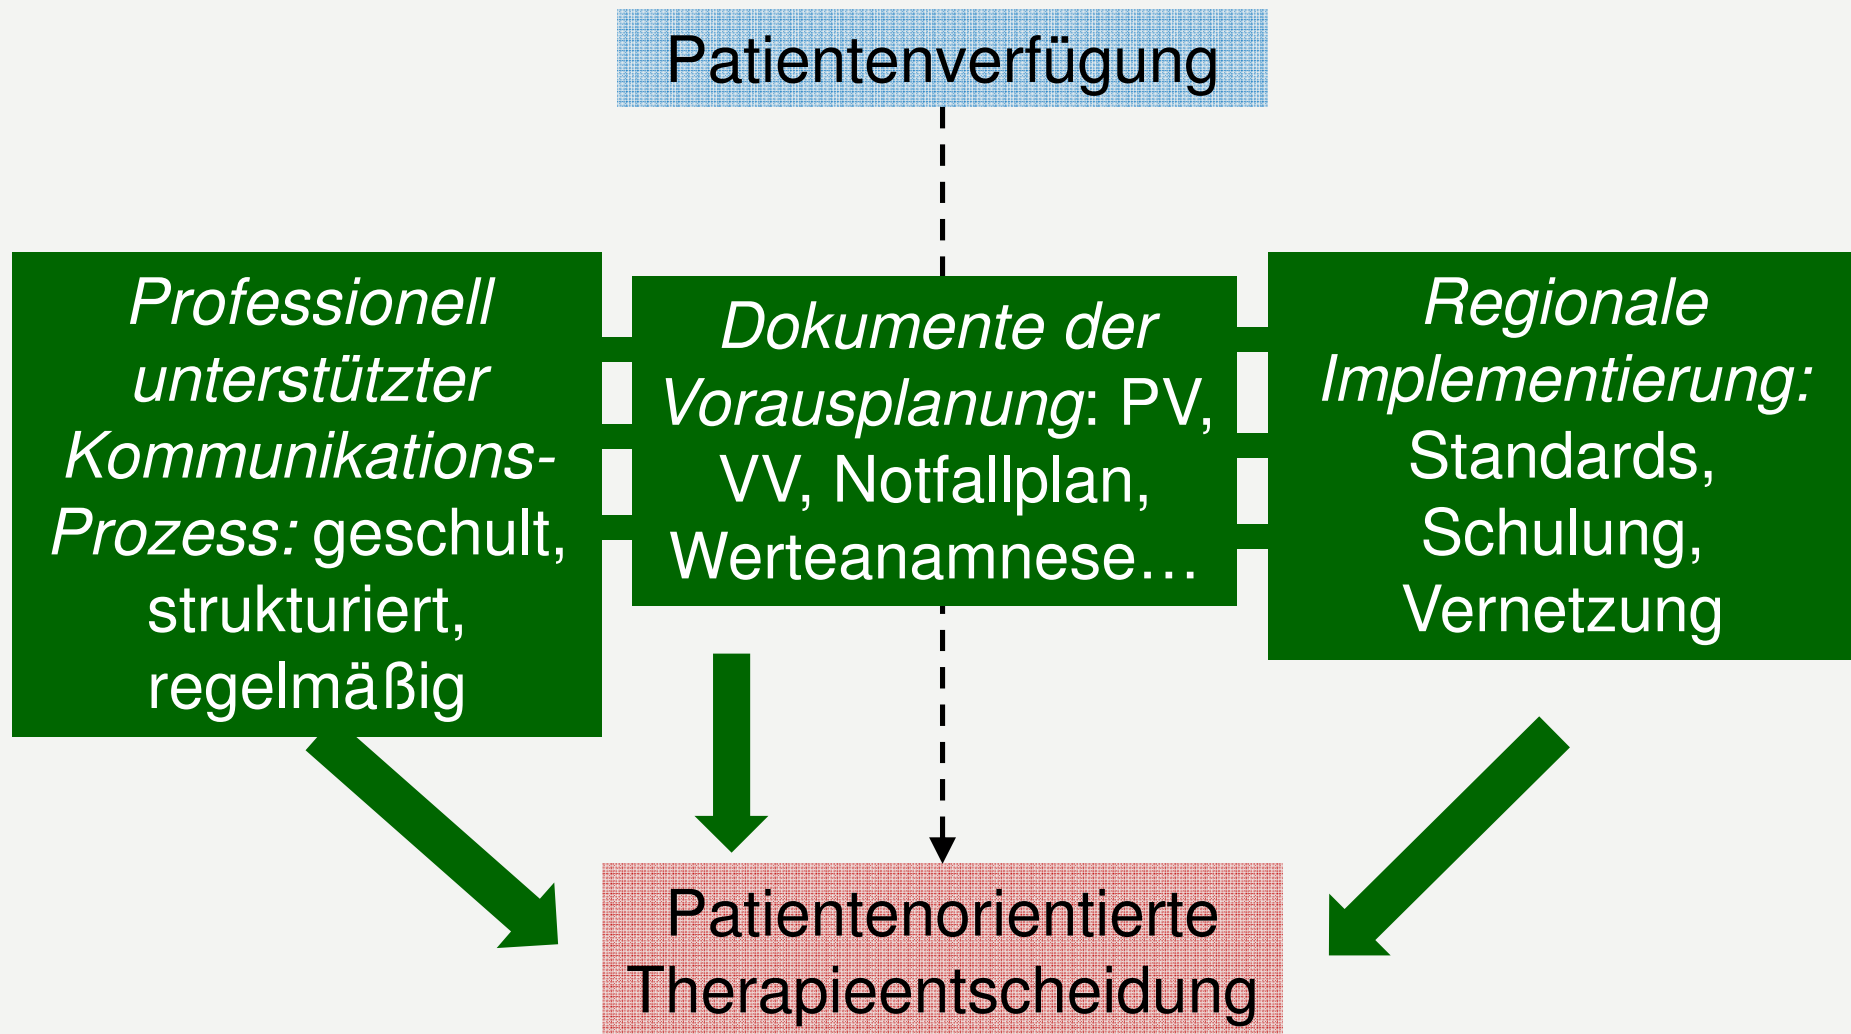 Patientenverfügung
Professionell
unterstützter
Kommunikations-
Prozess: geschult,
strukturiert,
regelmäßig
Dokumente der
Vorausplanung: PV,
VV, Notfallplan,
Werteanamnese…
Regionale
Implementierung:
Standards,
Schulung,
Vernetzung
Patientenorientierte
Therapieentscheidung